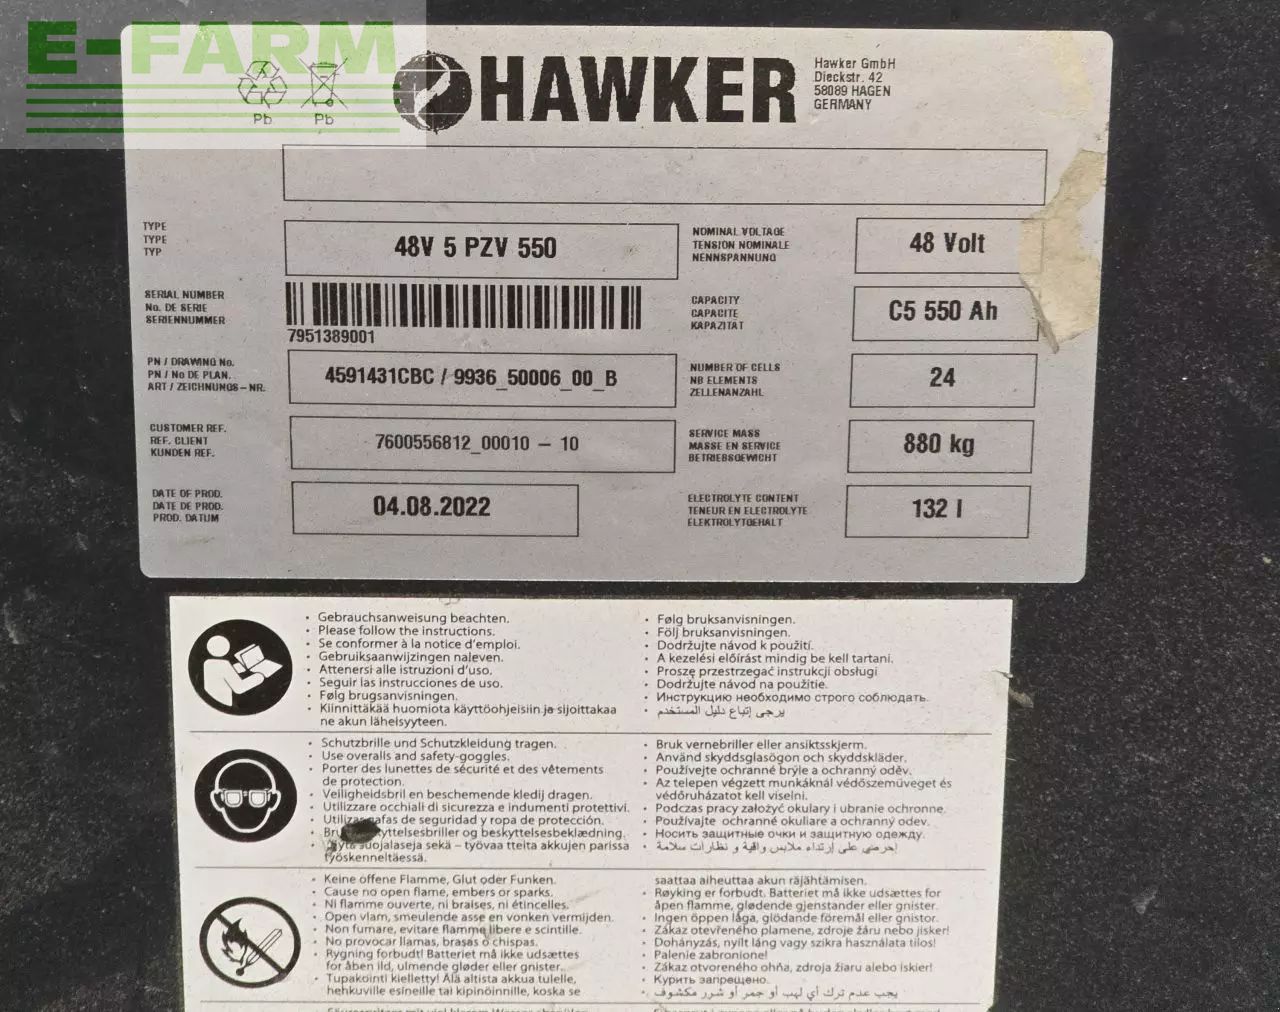 E-FARM
Pb Pb
HAWKER
Hawker GmbH
Dieckstr. 42
58089 HAGEN
GERMANY
TYPE
TYPE
TYP
48V 5 PZV 550
NOMINAL VOLTAGE
TENSION NOMINALE
NENNSPANNUNG
48 Volt
SERIAL NUMBER
No. DE SERIE
SERIENNUMMER
7951389001
CAPACITY
CAPACITE
KAPAZITAT
C5 550 Ah
PN / DRAWING No.
PN / No DE PLAN.
ART / ZEICHNUNGS-NR.
4591431CBC / 9936_50006_00_B
NUMBER OF CELLS
NB ELEMENTS
ZELLENANZAHL
24
CUSTOMER REF.
REF. CLIENT
KUNDEN REF.
7600556812_00010 - 10
SERVICE MASS
MASSE EN SERVICE
BETRIEBSGEWICHT
880 kg
DATE OF PROD.
DATE DE PROD.
PROD. DATUM
04.08.2022
ELECTROLYTE CONTENT
TENEUR EN ELECTROLYTE
ELEKTROLYTGEHALT
132 l
· Gebrauchsanweisung beachten.
· Please follow the instructions.
· Se conformer à la notice d'emploi.
· Gebruiksaanwijzingen naleven.
· Attenersi alle istruzioni d'uso.
· Seguir las instrucciones de uso.
· Følg brugsanvisningen.
· Kiinnittäkää huomiota käyttöohjeisiin ja sijoittakaa
ne akun läheisyyteen.
· Følg bruksanvisningen.
· Följ bruksanvisningen.
· Dodržujte návod k použití.
· A kezelési előírást mindig be kell tartani.
· Proszę przestrzegać instrukcji obsługi
· Dodržujte návod na použitie.
· Инструкцию необходимо строго соблюдать.
· يرجى إتباع دليل المستخدم
· Schutzbrille und Schutzkleidung tragen.
· Use overalls and safety-goggles.
· Porter des lunettes de sécurité et des vêtements
de protection.
· Veiligheidsbril en beschemende kledij dragen.
· Utilizzare occhiali di sicurezza e indumenti protettivi.
· Utilizar gafas de seguridad y ropa de protección.
· kyttelsesbriller og beskyttelsesbeklædning.
· suojalaseja sekä – työvaa tteita akkujen parissa
työskenneltäessä.
· Bruk vernebriller eller ansiktsskjerm.
· Använd skyddsglasögon och skyddskläder.
· Používejte ochranné brýle a ochranný oděv.
· Az telepen végzett munkáknál védőszemüveget és
védőruházatot kell viselni.
· Podczas pracy założyć okulary i ubranie ochronne.
· Používajte ochranné okuliare a ochranný odev.
· Носить защитные очки и защитную одежду.
· إحرصي على إرتداء ملابس واقية و نظارات سلامة
· Keine offene Flamme, Glut oder Funken.
· Cause no open flame, embers or sparks.
· Ni flamme ouverte, ni braises, ni étincelles.
· Open vlam, smeulende asse en vonken vermijden.
· Non fumare, evitare fiamme libere e scintille.
· No provocar llamas, brasas o chispas.
· Rygning forbudt! Batteriet må ikke udsættes
for åben ild, ulmende gløder eller gnister.
· Tupakointi kielletty! Älä altista akkua tulelle,
hehkuville esineille tai kipinöinnille, koska se
saattaa aiheuttaa akun räjähtämisen.
· Røyking er forbudt. Batteriet må ikke udsættes for
åpen flamme, glødende gjenstander eller gnister.
· Ingen öppen låga, glödande föremål eller gnistor.
· Zákaz otevřeného plamene, zdroje žáru nebo jisker!
· Dohányzás, nyílt láng vagy szikra használata tilos!
· Palenie zabronione!
· Zákaz otvoreného ohňa, zdroja žiaru alebo iskier!
· Курить запрещено.
· يجب عدم ترك أي لهب أو جمر أو شرر مكشوف